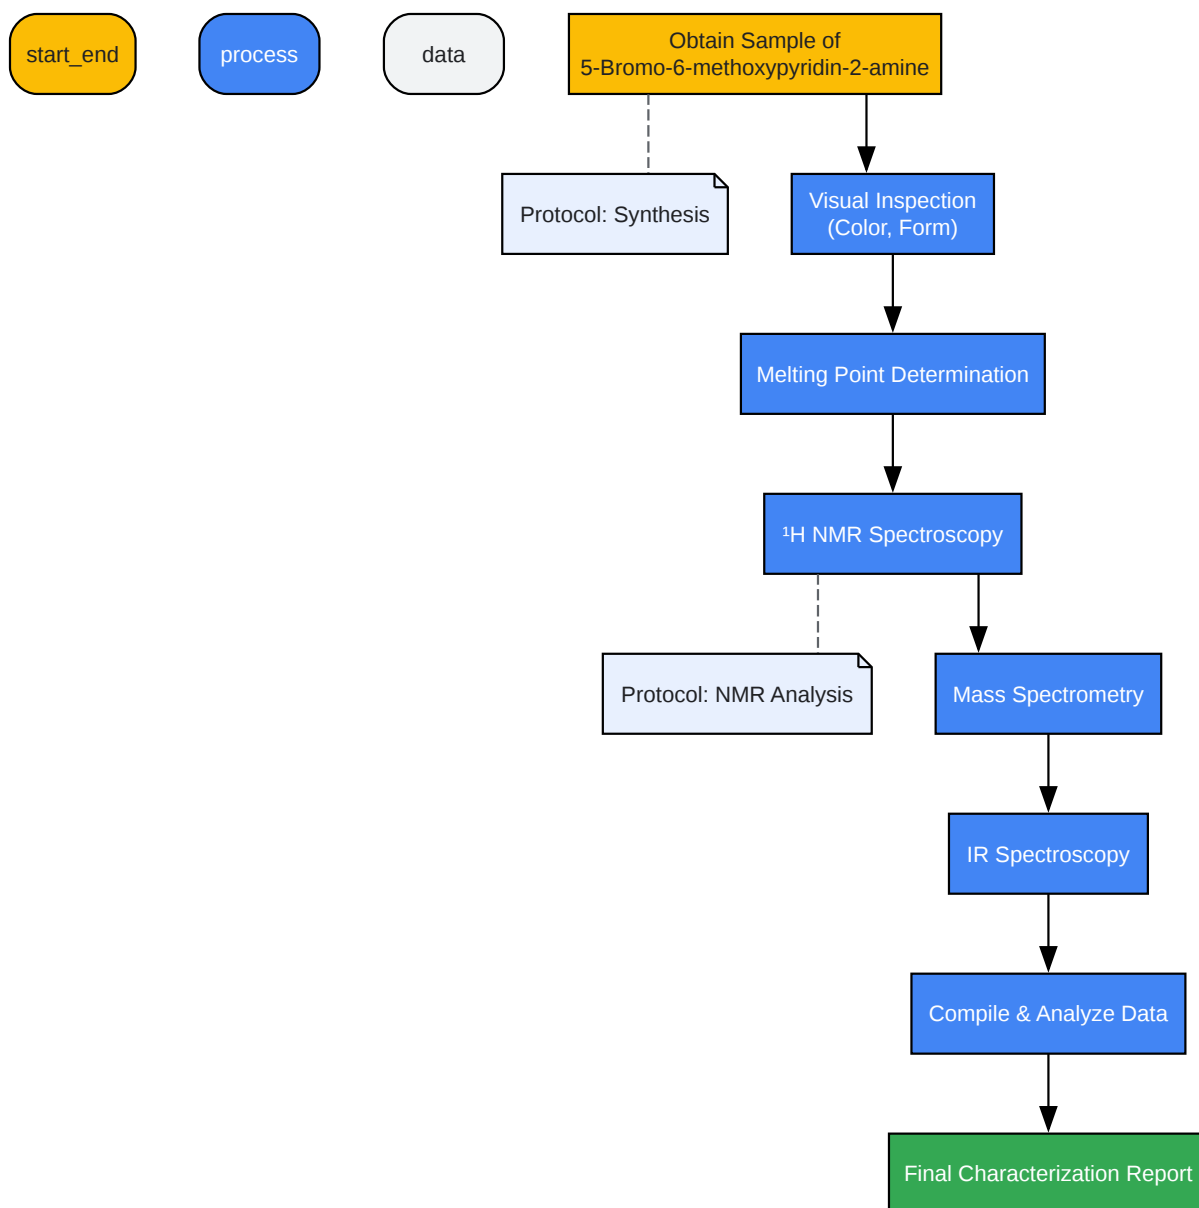 start_end
process
data
Obtain Sample of
5-Bromo-6-methoxypyridin-2-amine
Protocol: Synthesis
Visual Inspection
(Color, Form)
Melting Point Determination
¹H NMR Spectroscopy
Protocol: NMR Analysis
Mass Spectrometry
IR Spectroscopy
Compile & Analyze Data
Final Characterization Report